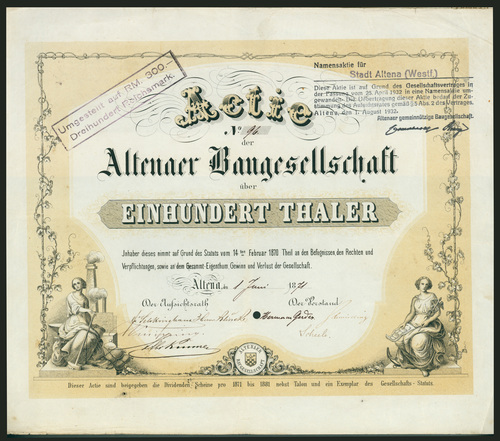 Umgestellt auf RM. 300.-
Dreihundert Reichsmark.
Namensaktie für
Stadt Altena (Westf.)
Diese Aktie ist auf Grund des Gesellschaftsvertrages in
der Fassung vom 29. April 1932 in eine Namensaktie um-
gewandelt. Die Übertragung dieser Aktie bedarf der Zu-
stimmung des Aufsichtsrates gemäß § 5 Abs. 2 des Vertrages.
Altena, den 1. August 1932.
Altenaer gemeinnützige Baugesellschaft.
Actie
No. 96
der
Altenaer Baugesellschaft
über
EINHUNDERT THALER
Inhaber dieses nimmt auf Grund des Statuts vom 14ten Februar 1870 Theil an den Befugnissen, den Rechten und
Verpflichtungen, sowie an dem Gesammt-Eigenthum Gewinn und Verlust der Gesellschaft.
Altena, den 1 Juni 1871
Der Aufsichtsrath Der Vorstand
Hermann
Dieser Actie sind beigegeben die Dividenden Scheine pro 1871 bis 1880 nebst Talon und ein Exemplar des Gesellschafts-Statuts.